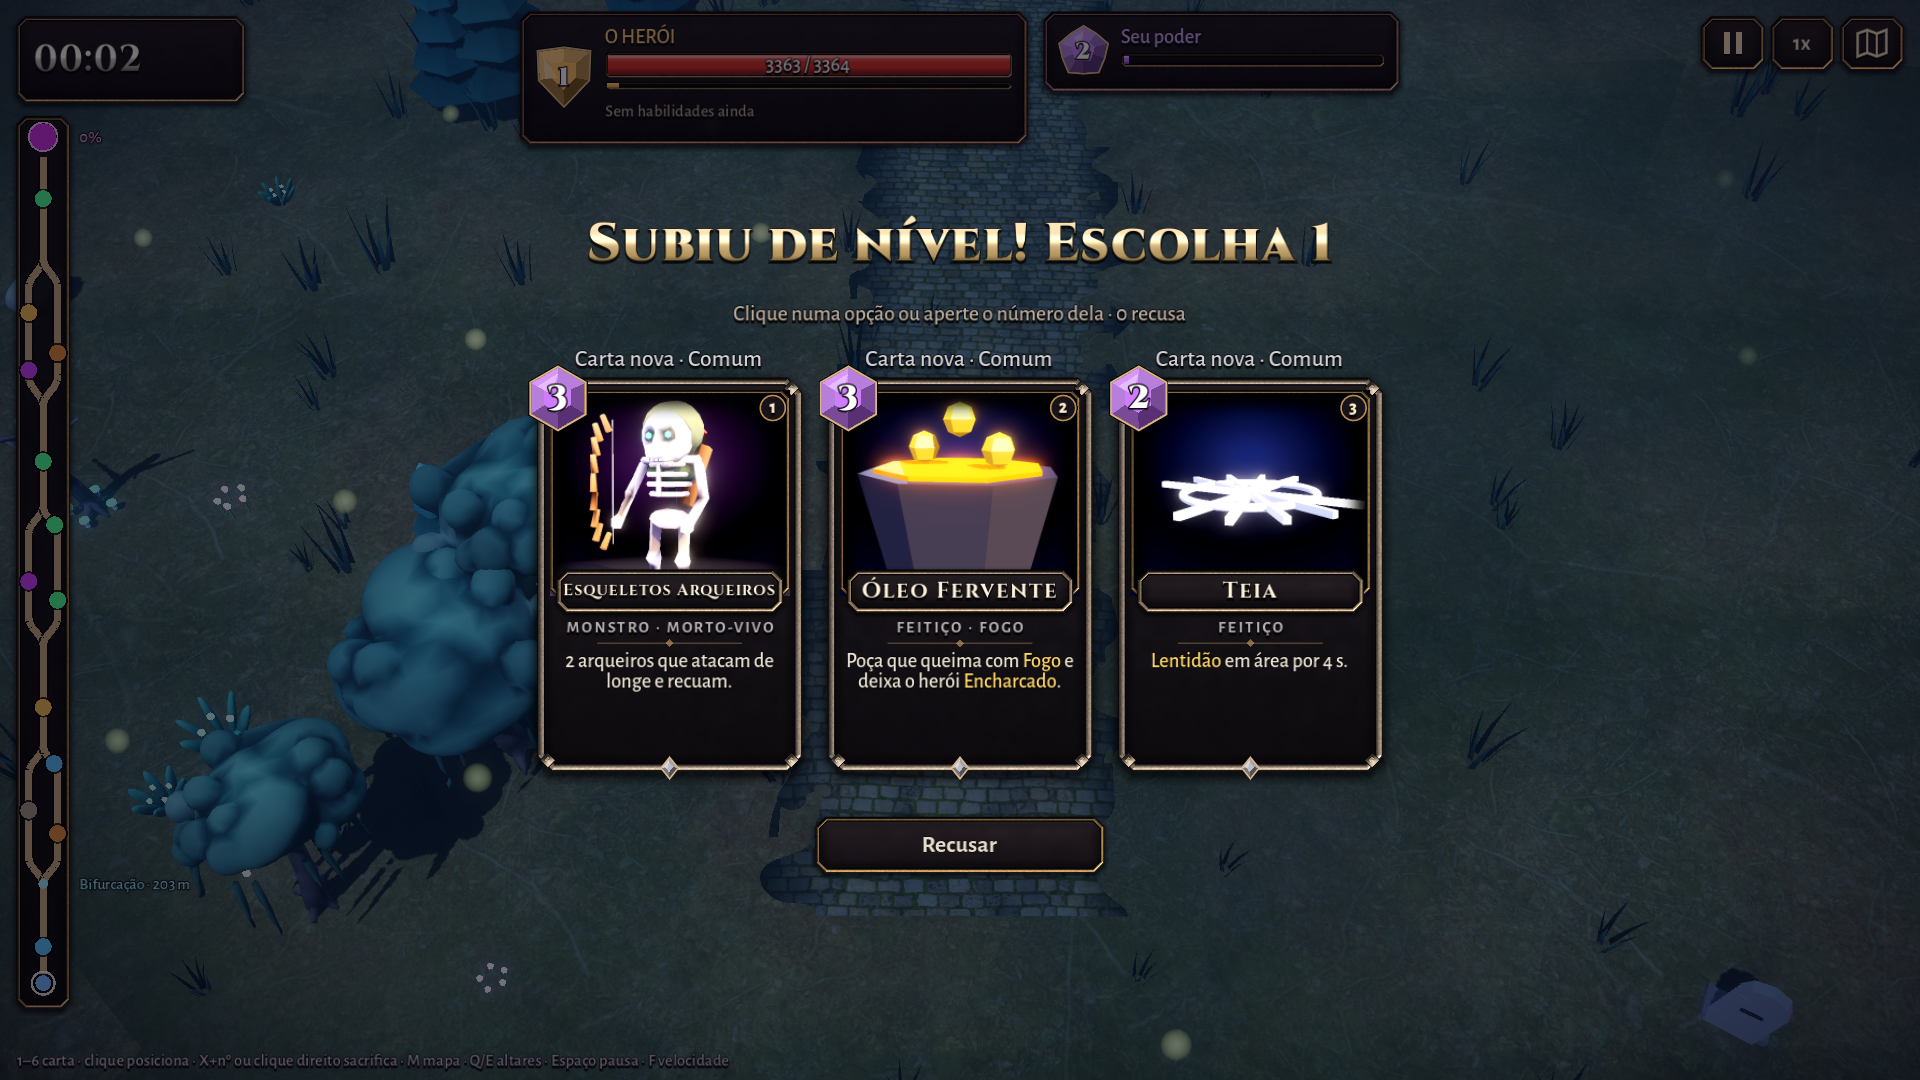 00:02
1
O HERÓI
3363 / 3364
Sem habilidades ainda
2
Seu poder
1x
0%
Subiu de nível! Escolha 1
Clique numa opção ou aperte o número dela · 0 recusa
Carta nova · Comum
3
1
Esqueletos Arqueiros
MONSTRO · MORTO-VIVO
2 arqueiros que atacam de
longe e recuam.
Carta nova · Comum
3
2
Óleo Fervente
FEITIÇO · FOGO
Poça que queima com Fogo e
deixa o herói Encharcado.
Carta nova · Comum
2
3
Teia
FEITIÇO
Lentidão em área por 4 s.
Recusar
Bifurcação · 203 m
1–6 carta · clique posiciona · X+nº ou clique direito sacrifica · M mapa · Q/E altares · Espaço pausa · F velocidade